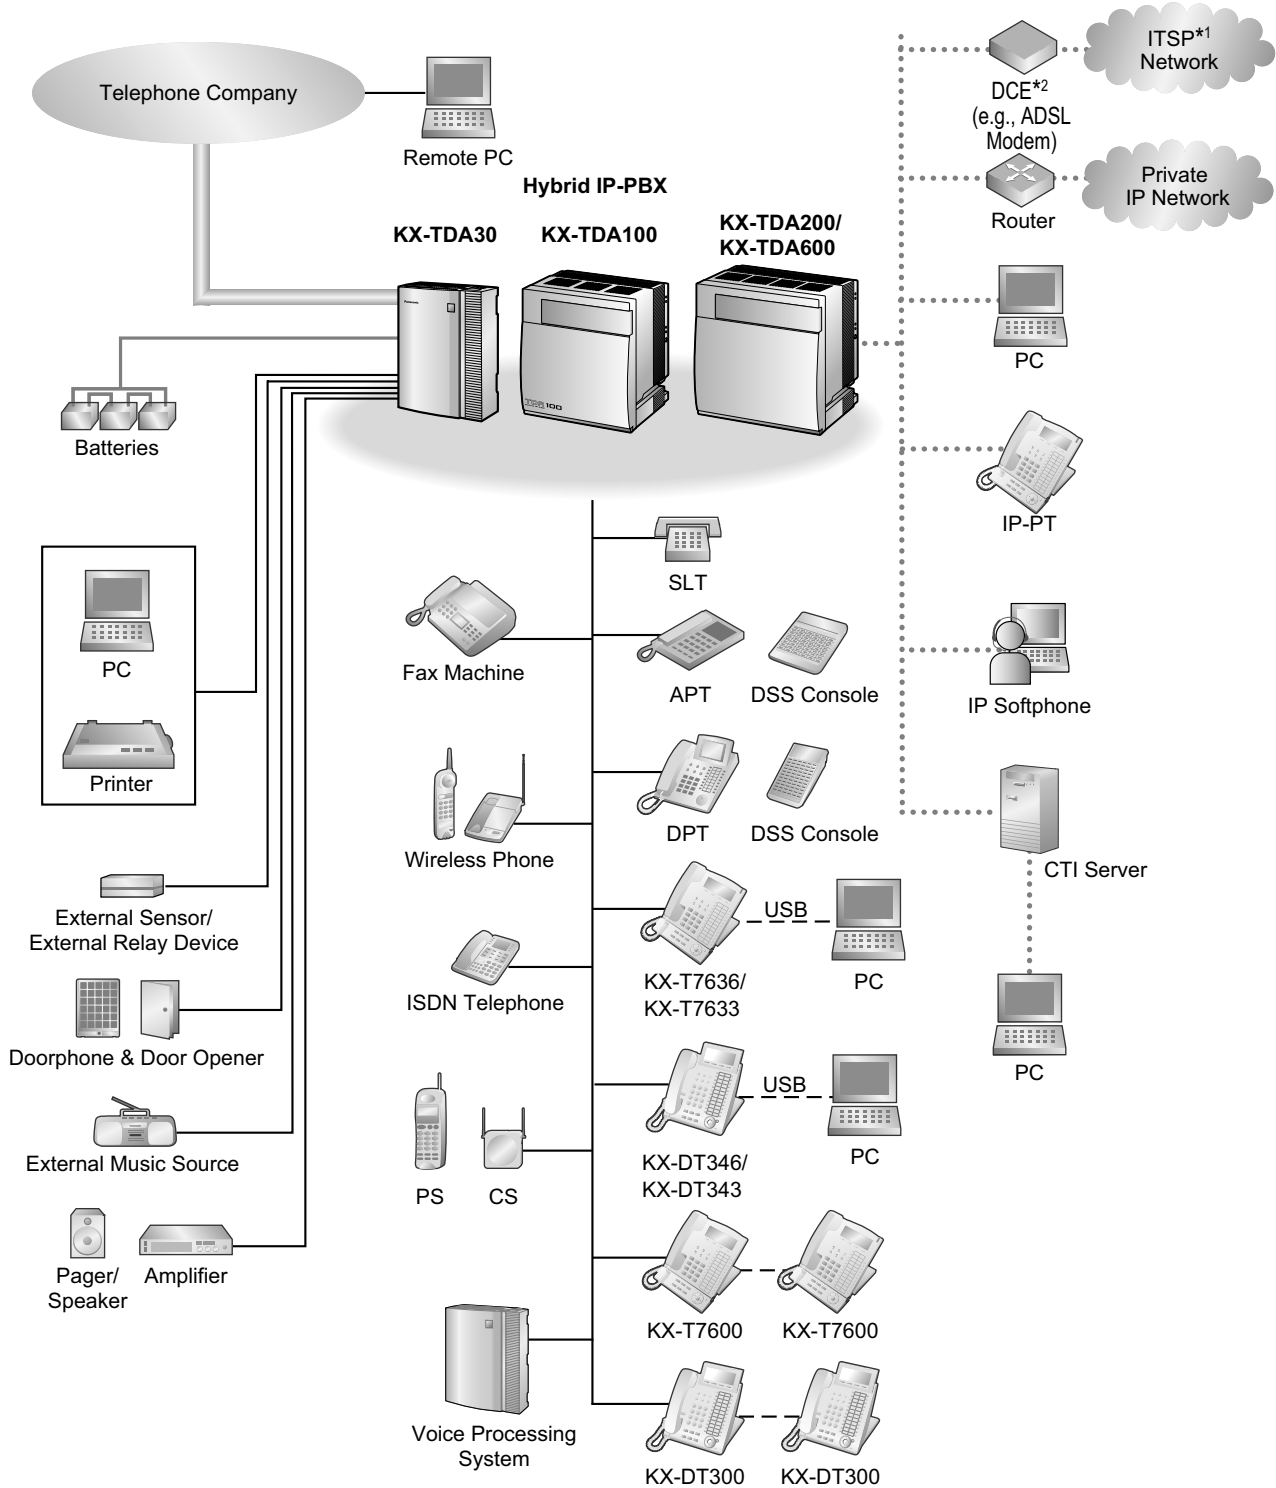 Telephone Company
Remote PC
ITSP*1
Network
DCE*2
(e.g., ADSL
Modem)
Private
IP Network
Router
Hybrid IP-PBX
KX-TDA30
KX-TDA100
KX-TDA200/
KX-TDA600
PC
Batteries
IP-PT
SLT
PC
Printer
Fax Machine
APT
DSS Console
IP Softphone
Wireless Phone
DPT
DSS Console
CTI Server
External Sensor/
External Relay Device
ISDN Telephone
KX-T7636/
KX-T7633
USB
PC
Doorphone & Door Opener
PC
External Music Source
PS
CS
KX-DT346/
KX-DT343
USB
PC
Pager/
Speaker
Amplifier
KX-T7600
KX-T7600
Voice Processing
System
KX-DT300
KX-DT300